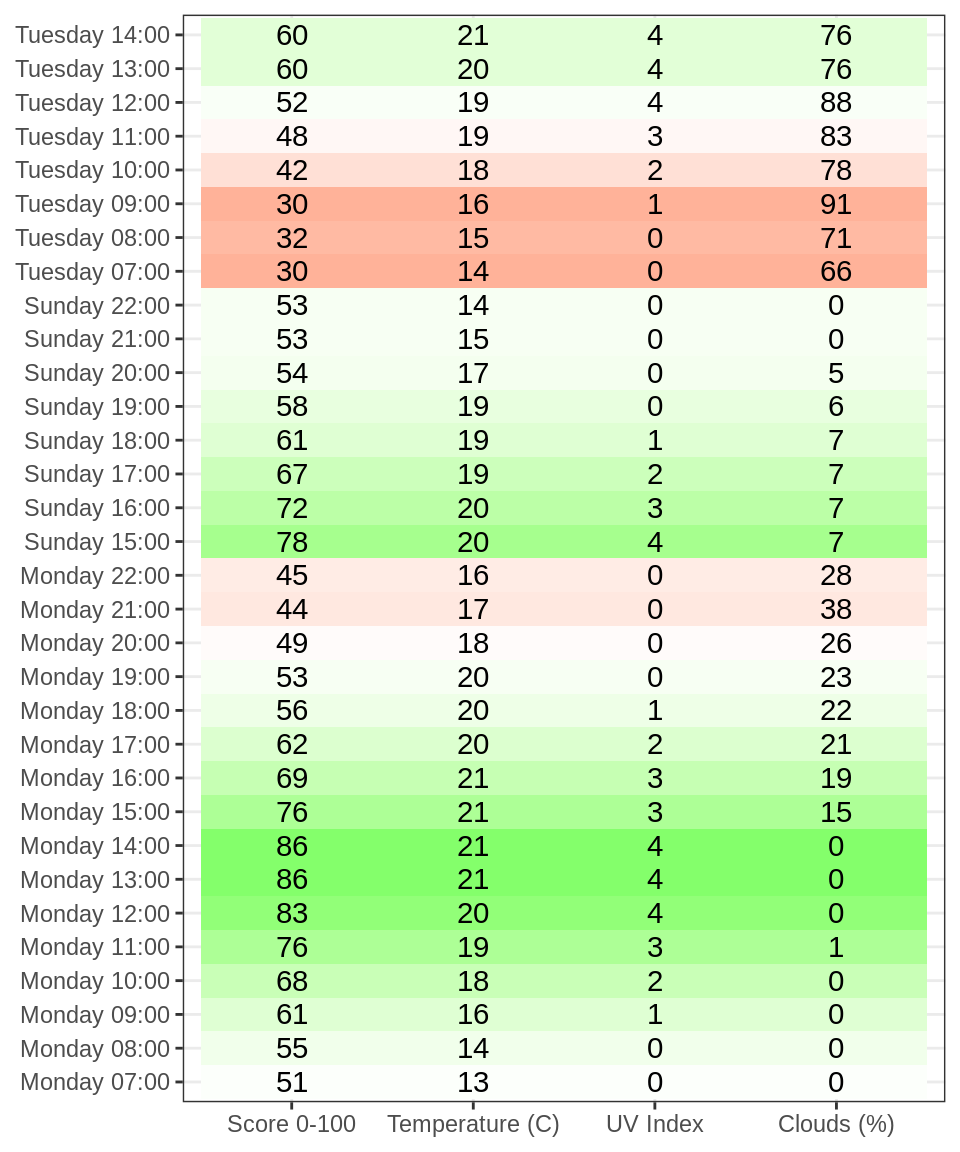 Tuesday 14:00 60 21 4 76
Tuesday 13:00 60 20 4 76
Tuesday 12:00 52 19 4 88
Tuesday 11:00 48 19 3 83
Tuesday 10:00 42 18 2 78
Tuesday 09:00 30 16 1 91
Tuesday 08:00 32 15 0 71
Tuesday 07:00 30 14 0 66
Sunday 22:00 53 14 0 0
Sunday 21:00 53 15 0 0
Sunday 20:00 54 17 0 5
Sunday 19:00 58 19 0 6
Sunday 18:00 61 19 1 7
Sunday 17:00 67 19 2 7
Sunday 16:00 72 20 3 7
Sunday 15:00 78 20 4 7
Monday 22:00 45 16 0 28
Monday 21:00 44 17 0 38
Monday 20:00 49 18 0 26
Monday 19:00 53 20 0 23
Monday 18:00 56 20 1 22
Monday 17:00 62 20 2 21
Monday 16:00 69 21 3 19
Monday 15:00 76 21 3 15
Monday 14:00 86 21 4 0
Monday 13:00 86 21 4 0
Monday 12:00 83 20 4 0
Monday 11:00 76 19 3 1
Monday 10:00 68 18 2 0
Monday 09:00 61 16 1 0
Monday 08:00 55 14 0 0
Monday 07:00 51 13 0 0
Score 0-100 Temperature (C) UV Index Clouds (%)